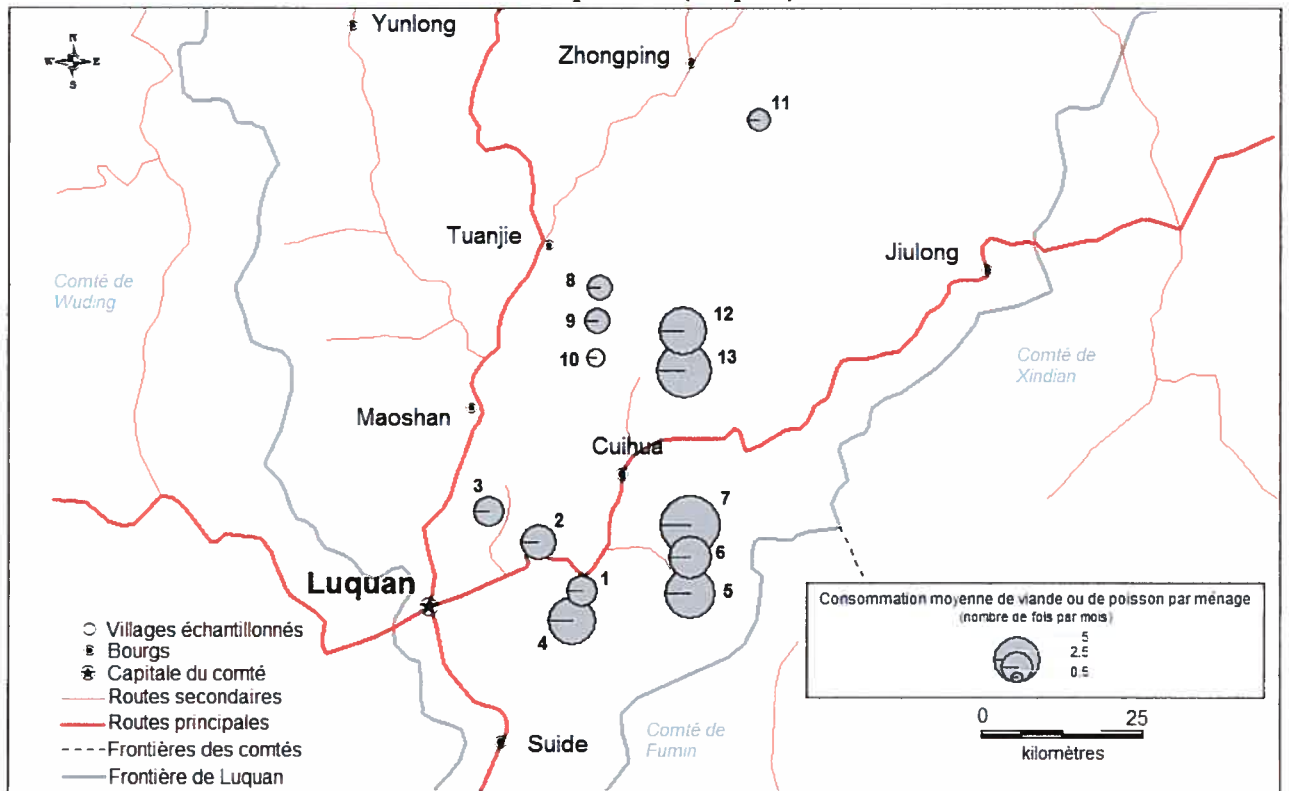 Yunlong
Zhongping
N
W
E
S
11
Tuanjie
Jiulong
Comté de
Wuding
8
9
10
12
13
Comté de
Xindian
Maoshan
Cuihua
3
2
7
6
1
5
4
Luquan
Consommation moyenne de viande ou de poisson par ménage
(nombre de fois par mois)
5
2.5
0.5
Villages échantillonnés
Bourgs
Capitale du comté
Routes secondaires
Routes principales
Frontières des comtés
Frontière de Luquan
Suide
Comté de
Fumin
0 25
kilomètres